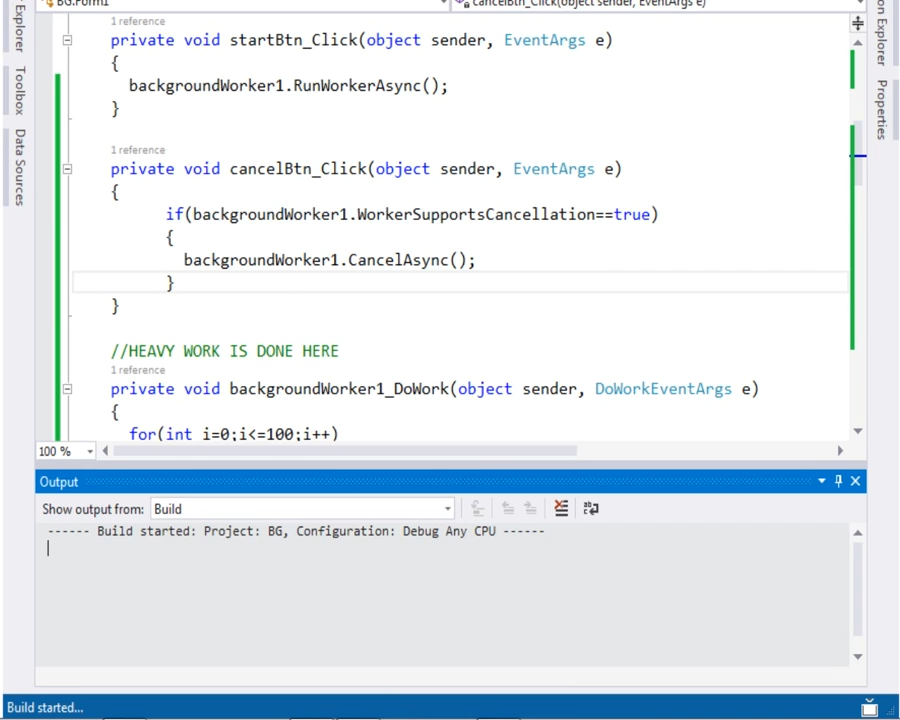 BG.Form1
cancelBtn_Click(object sender, EventArgs e)
Explorer
Toolbox
Data Sources
on Explorer
Properties
1 reference
private void startBtn_Click(object sender, EventArgs e)
{
backgroundWorker1.RunWorkerAsync();
}
1 reference
private void cancelBtn_Click(object sender, EventArgs e)
{
if(backgroundWorker1.WorkerSupportsCancellation==true)
{
backgroundWorker1.CancelAsync();
}
}
//HEAVY WORK IS DONE HERE
1 reference
private void backgroundWorker1_DoWork(object sender, DoWorkEventArgs e)
{
for(int i=0;i<=100;i++)
100 %
Output
Show output from: Build
------ Build started: Project: BG, Configuration: Debug Any CPU ------
Build started...